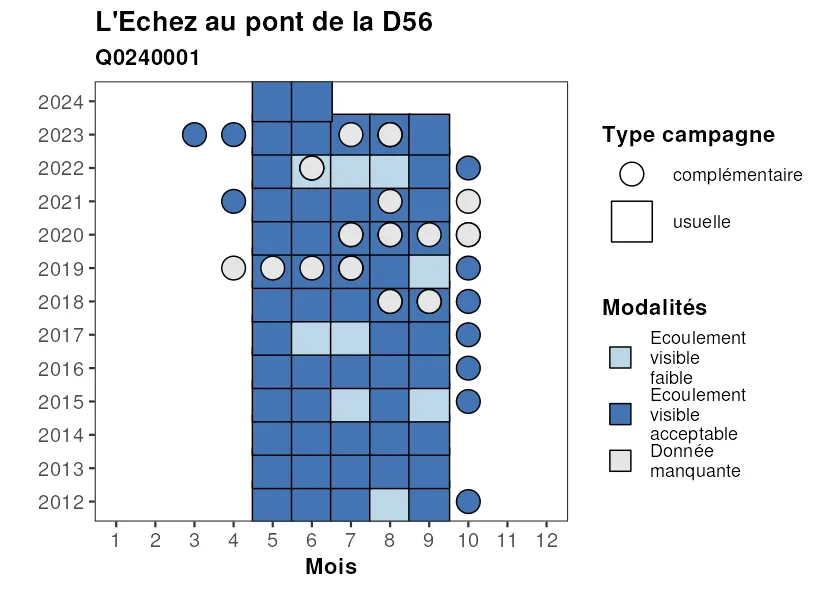 L'Echez au pont de la D56
Q0240001
2024
2023
2022
2021
2020
2019
2018
2017
2016
2015
2014
2013
2012
1 2 3 4 5 6 7 8 9 10 11 12
Mois
Type campagne
complémentaire
usuelle
Modalités
Ecoulement
visible
faible
Ecoulement
visible
acceptable
Donnée
manquante